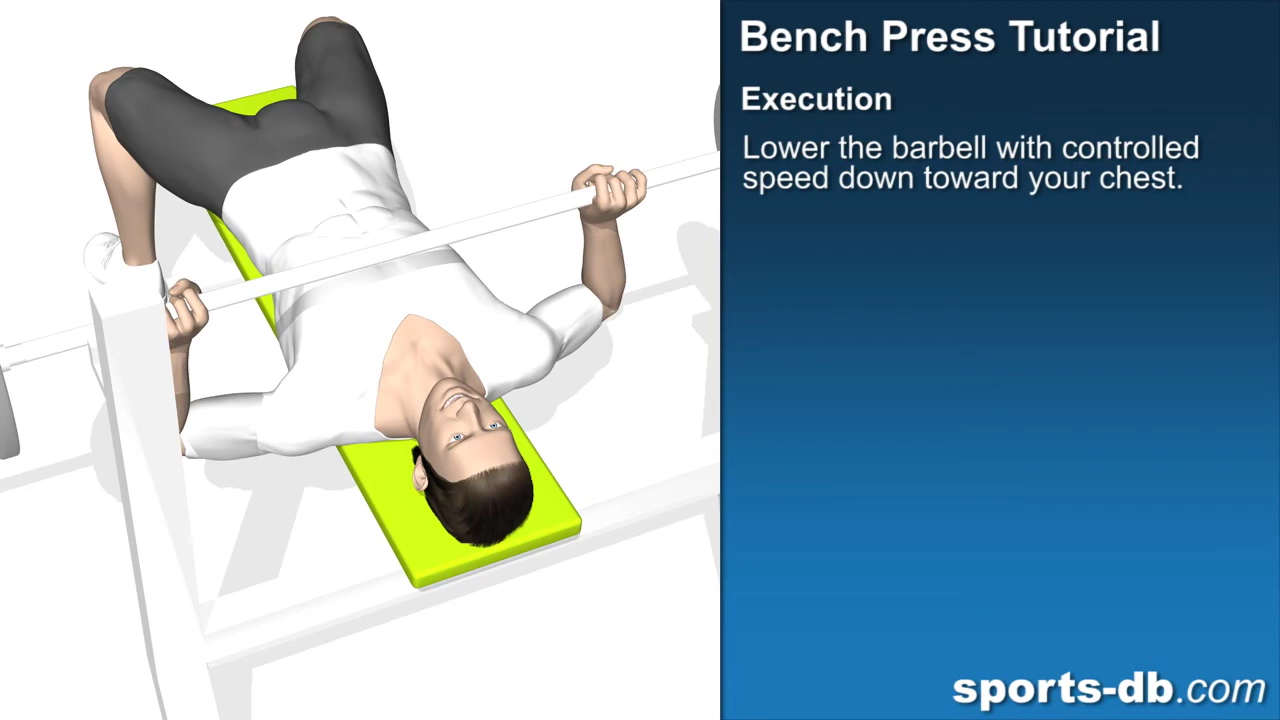 Bench Press Tutorial
Execution
Lower the barbell with controlled
speed down toward your chest.
sports-db.com